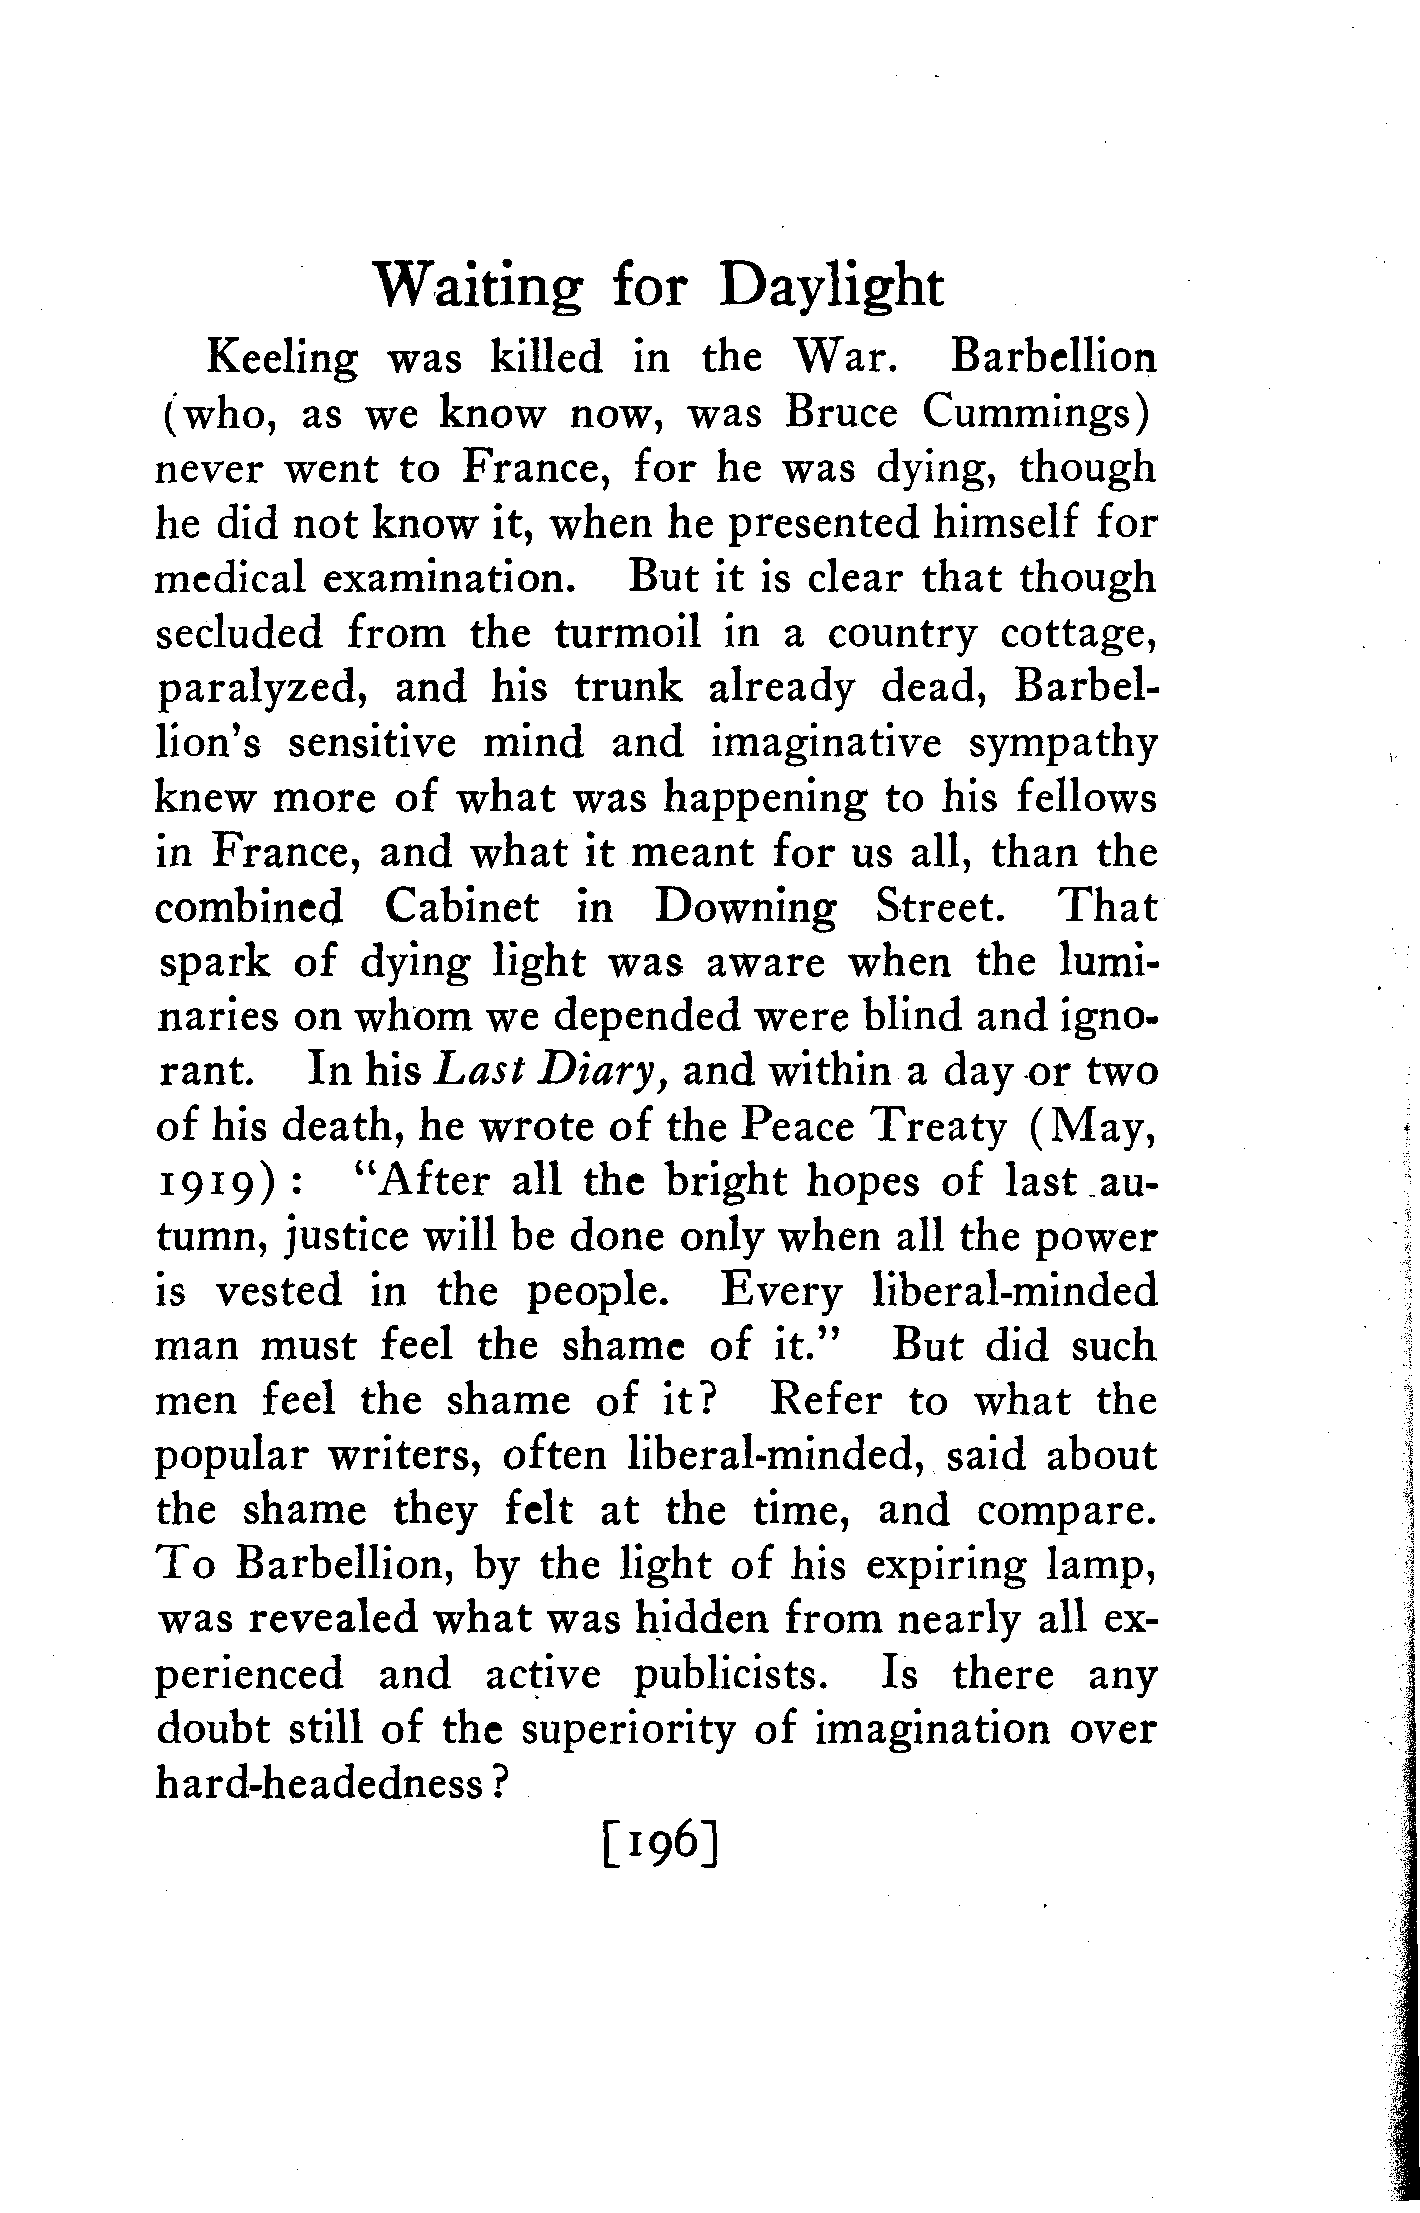 Waiting for Daylight
Keeling was killed in the War. Barbellion
(who, as we know now, was Bruce Cummings)
never went to France, for he was dying, though
he did not know it, when he presented himself for
medical examination. But it is clear that though
secluded from the turmoil in a country cottage,
paralyzed, and his trunk already dead, Barbel-
lion's sensitive mind and imaginative sympathy
knew more of what was happening to his fellows
in France, and what it meant for us all, than the
combined Cabinet in Downing Street. That
spark of dying light was aware when the lumi-
naries on whom we depended were blind and igno-
rant. In his Last Diary, and within a day or two
of his death, he wrote of the Peace Treaty (May,
1919): "After all the bright hopes of last au-
tumn, justice will be done only when all the power
is vested in the people. Every liberal-minded
man must feel the shame of it." But did such
men feel the shame of it? Refer to what the
popular writers, often liberal-minded, said about
the shame they felt at the time, and compare.
To Barbellion, by the light of his expiring lamp,
was revealed what was hidden from nearly all ex-
perienced and active publicists. Is there any
doubt still of the superiority of imagination over
hard-headedness?
[196]